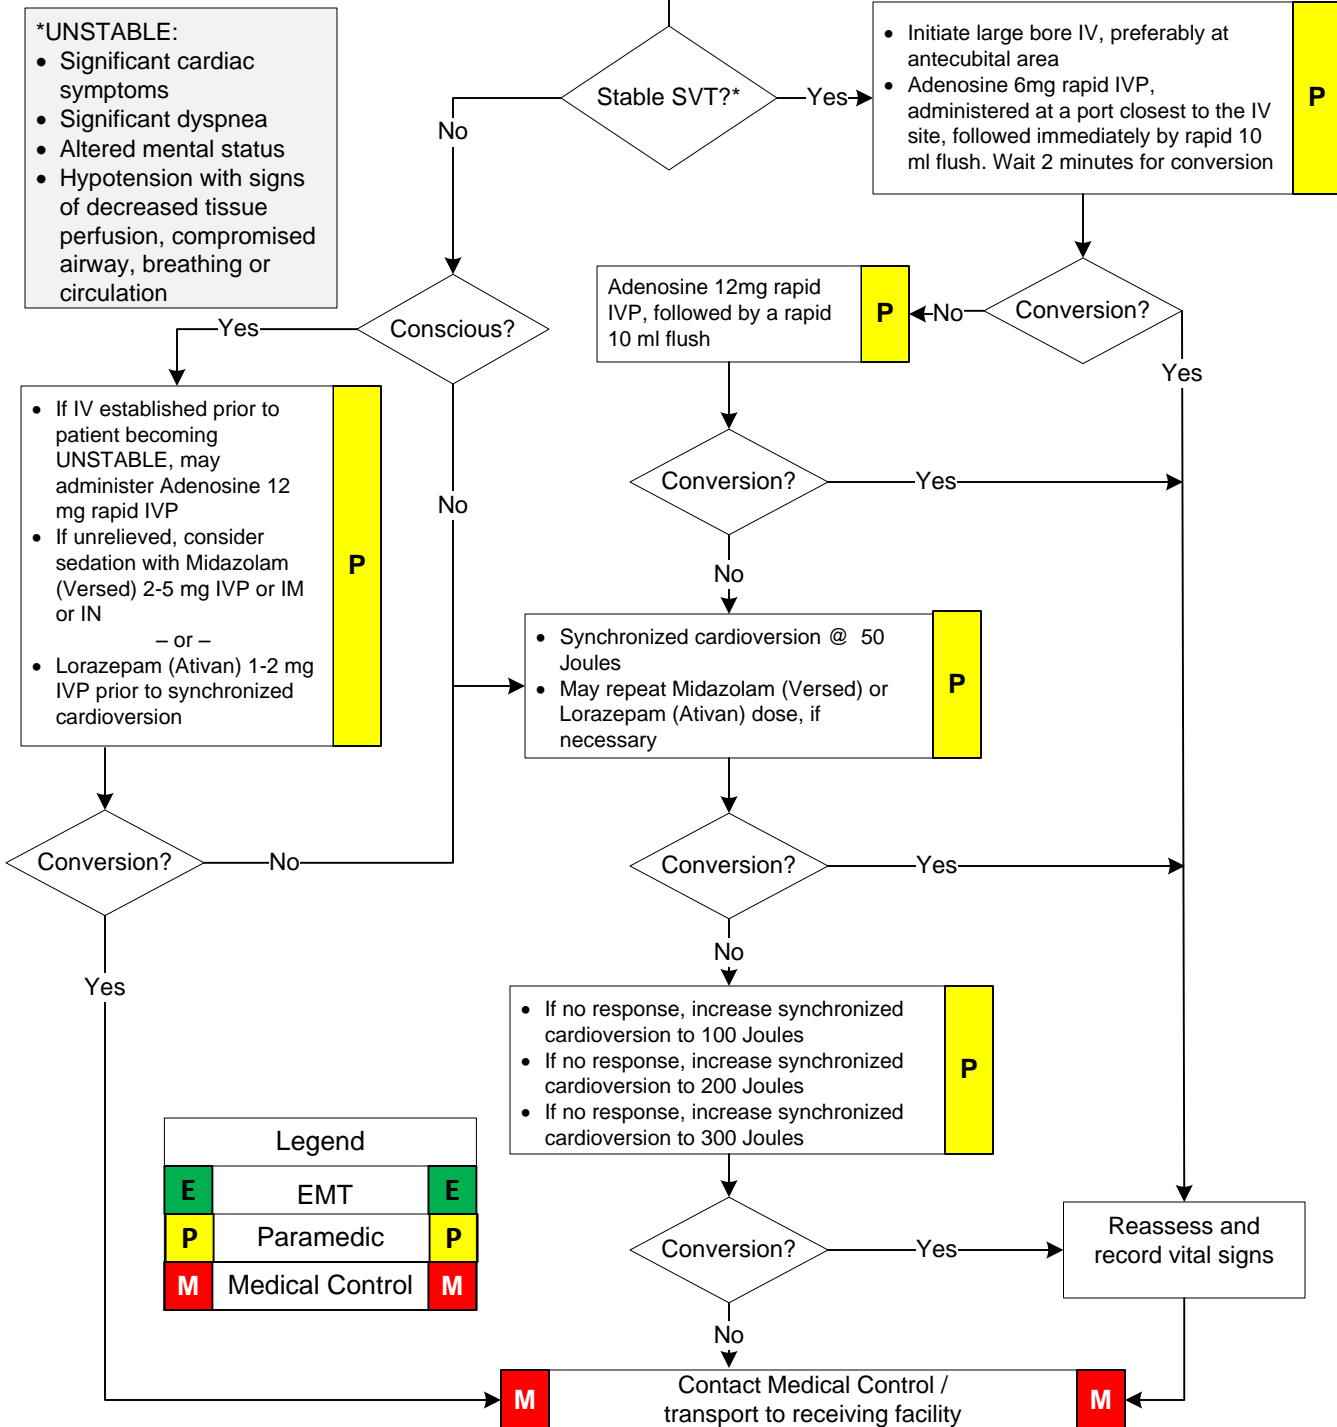 *UNSTABLE:
• Significant cardiac
symptoms
• Significant dyspnea
• Altered mental status
• Hypotension with signs
of decreased tissue
perfusion, compromised
airway, breathing or
circulation
Stable SVT?*
Yes
No
• Initiate large bore IV, preferably at
antecubital area
• Adenosine 6mg rapid IVP,
administered at a port closest to the IV
site, followed immediately by rapid 10
ml flush. Wait 2 minutes for conversion
P
Conversion?
No
Yes
Adenosine 12mg rapid
IVP, followed by a rapid
10 ml flush
P
Conscious?
Yes
No
• If IV established prior to
patient becoming
UNSTABLE, may
administer Adenosine 12
mg rapid IVP
• If unrelieved, consider
sedation with Midazolam
(Versed) 2-5 mg IVP or IM
or IN
– or –
• Lorazepam (Ativan) 1-2 mg
IVP prior to synchronized
cardioversion
P
Conversion?
Yes
No
• Synchronized cardioversion @ 50
Joules
• May repeat Midazolam (Versed) or
Lorazepam (Ativan) dose, if
necessary
P
Conversion?
No
Yes
Conversion?
Yes
No
• If no response, increase synchronized
cardioversion to 100 Joules
• If no response, increase synchronized
cardioversion to 200 Joules
• If no response, increase synchronized
cardioversion to 300 Joules
P
Legend
E EMT E
P Paramedic P
M Medical Control M
Conversion?
Yes
No
Reassess and
record vital signs
M
Contact Medical Control /
transport to receiving facility
M